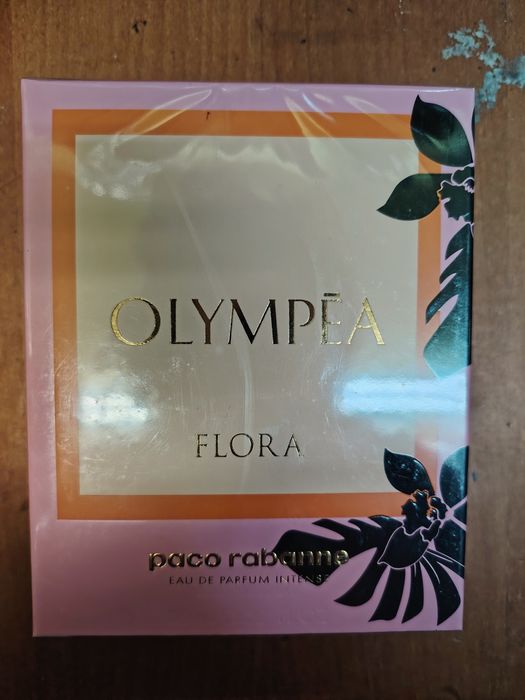 OLYMPĒA
FLORA
paco rabanne
EAU DE PARFUM INTENSE